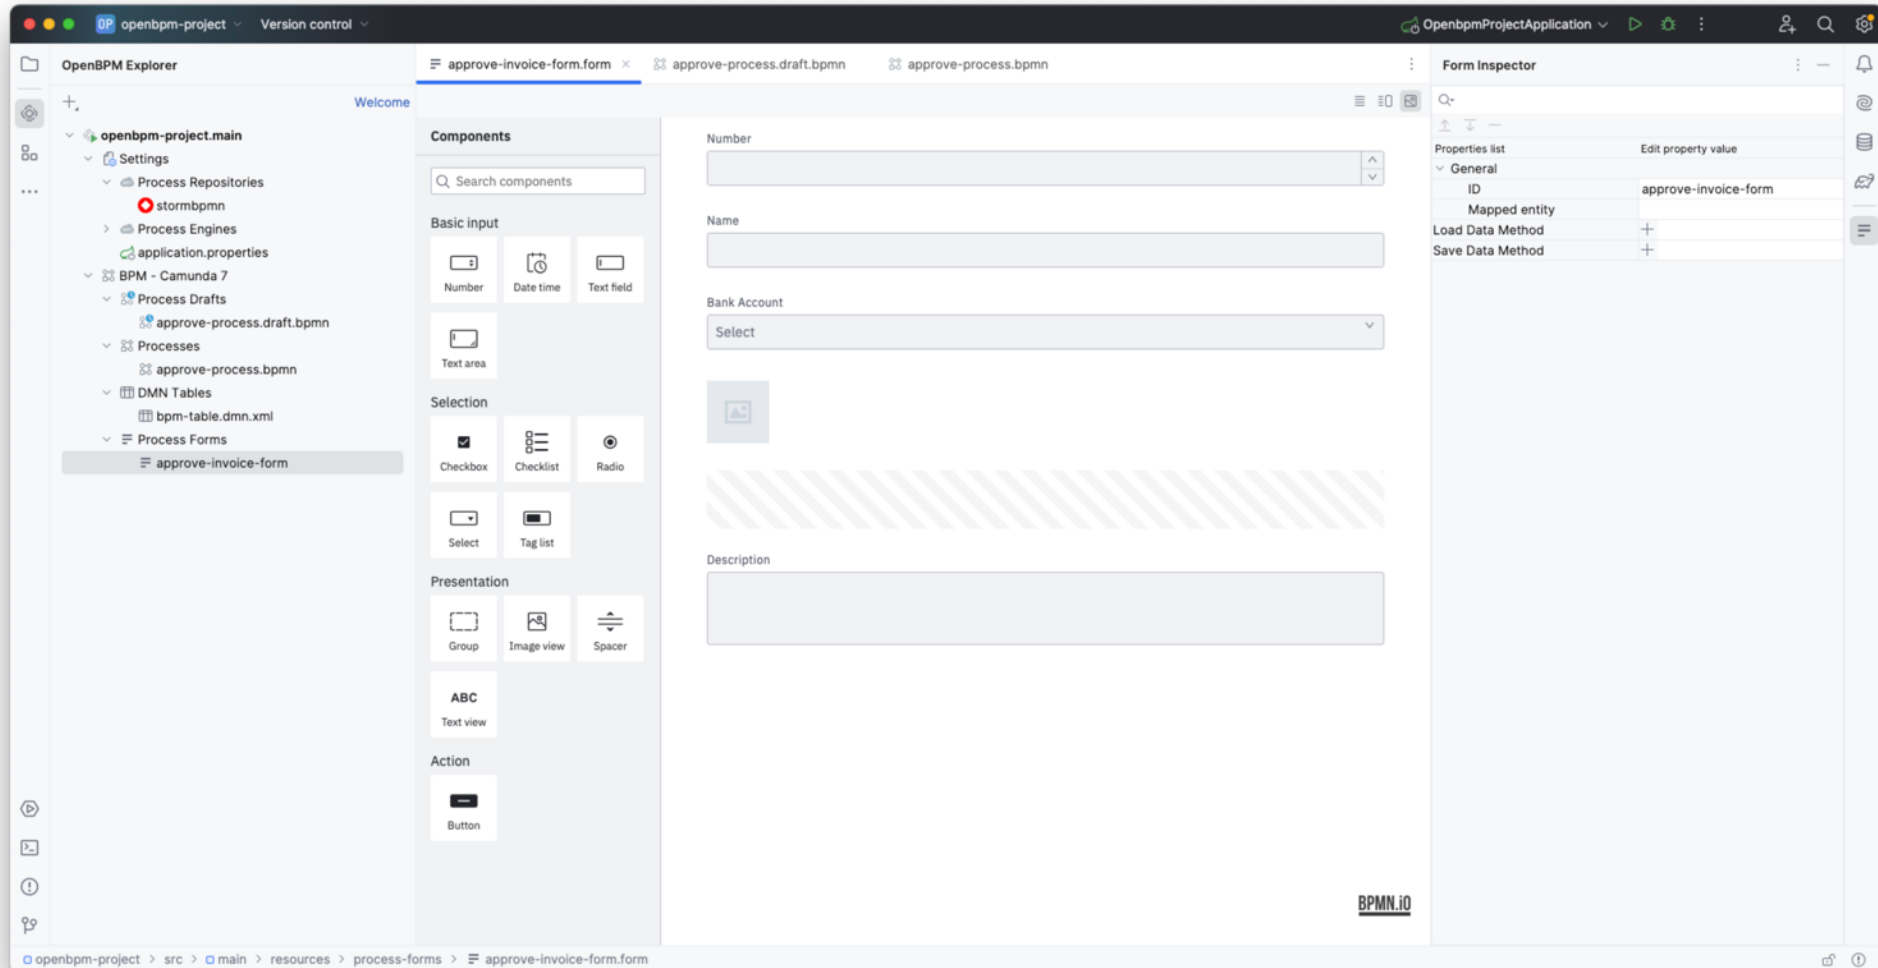 OP openbpm-project Version control OpenbpmProjectApplication
OpenBPM Explorer
Welcome
openbpm-project.main
Settings
Process Repositories
stormbpmn
Process Engines
application.properties
BPM - Camunda 7
Process Drafts
approve-process.draft.bpmn
Processes
approve-process.bpmn
DMN Tables
bpm-table.dmn.xml
Process Forms
approve-invoice-form
approve-invoice-form.form approve-process.draft.bpmn approve-process.bpmn
Components
Search components
Basic input
Number Date time Text field
Text area
Selection
Checkbox Checklist Radio
Select Tag list
Presentation
Group Image view Spacer
ABC
Text view
Action
Button
Number
Name
Bank Account
Select
Description
BPMN.iO
Form Inspector
Properties list Edit property value
General
ID approve-invoice-form
Mapped entity
Load Data Method
Save Data Method
openbpm-project > src > main > resources > process-forms > approve-invoice-form.form